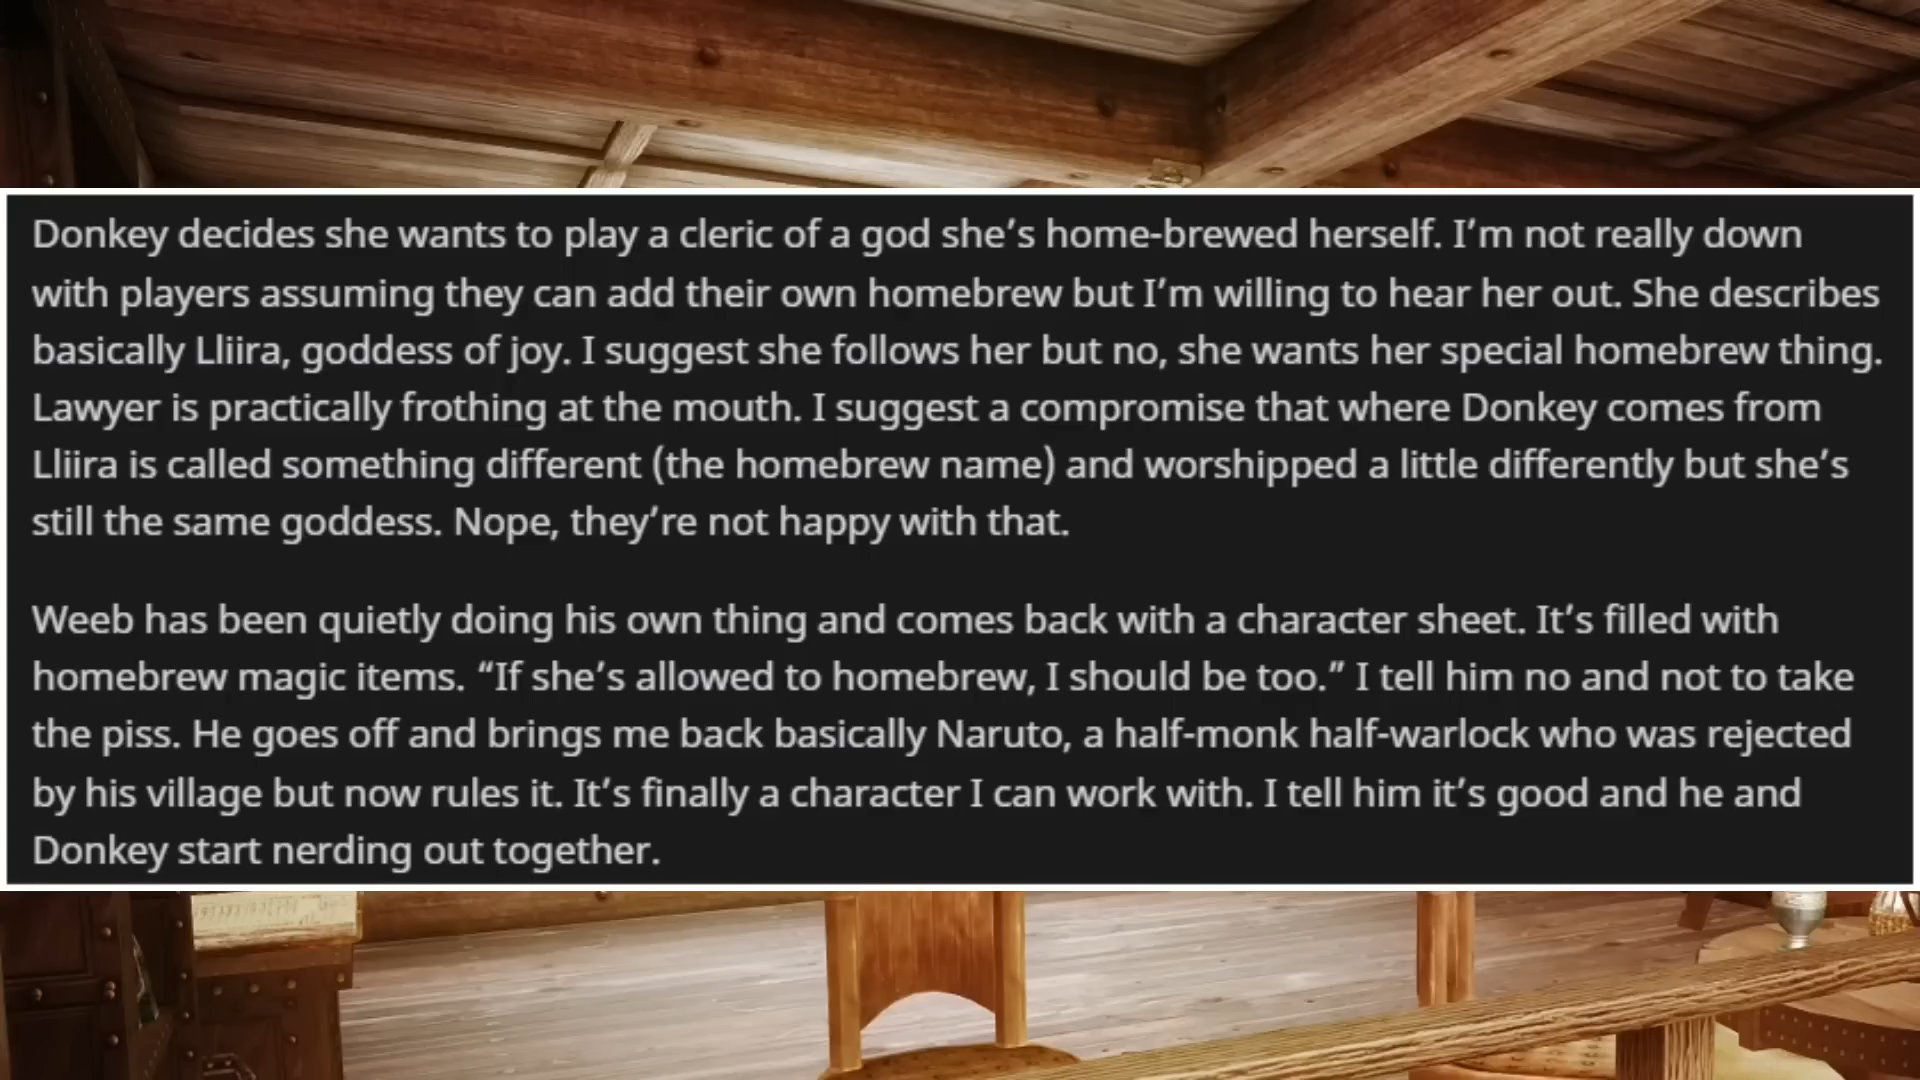 Donkey decides she wants to play a cleric of a god she’s home-brewed herself. I’m not really down
with players assuming they can add their own homebrew but I’m willing to hear her out. She describes
basically Lliira, goddess of joy. I suggest she follows her but no, she wants her special homebrew thing.
Lawyer is practically frothing at the mouth. I suggest a compromise that where Donkey comes from
Lliira is called something different (the homebrew name) and worshipped a little differently but she’s
still the same goddess. Nope, they’re not happy with that.
Weeb has been quietly doing his own thing and comes back with a character sheet. It’s filled with
homebrew magic items. “If she’s allowed to homebrew, I should be too.” I tell him no and not to take
the piss. He goes off and brings me back basically Naruto, a half-monk half-warlock who was rejected
by his village but now rules it. It’s finally a character I can work with. I tell him it’s good and he and
Donkey start nerding out together.